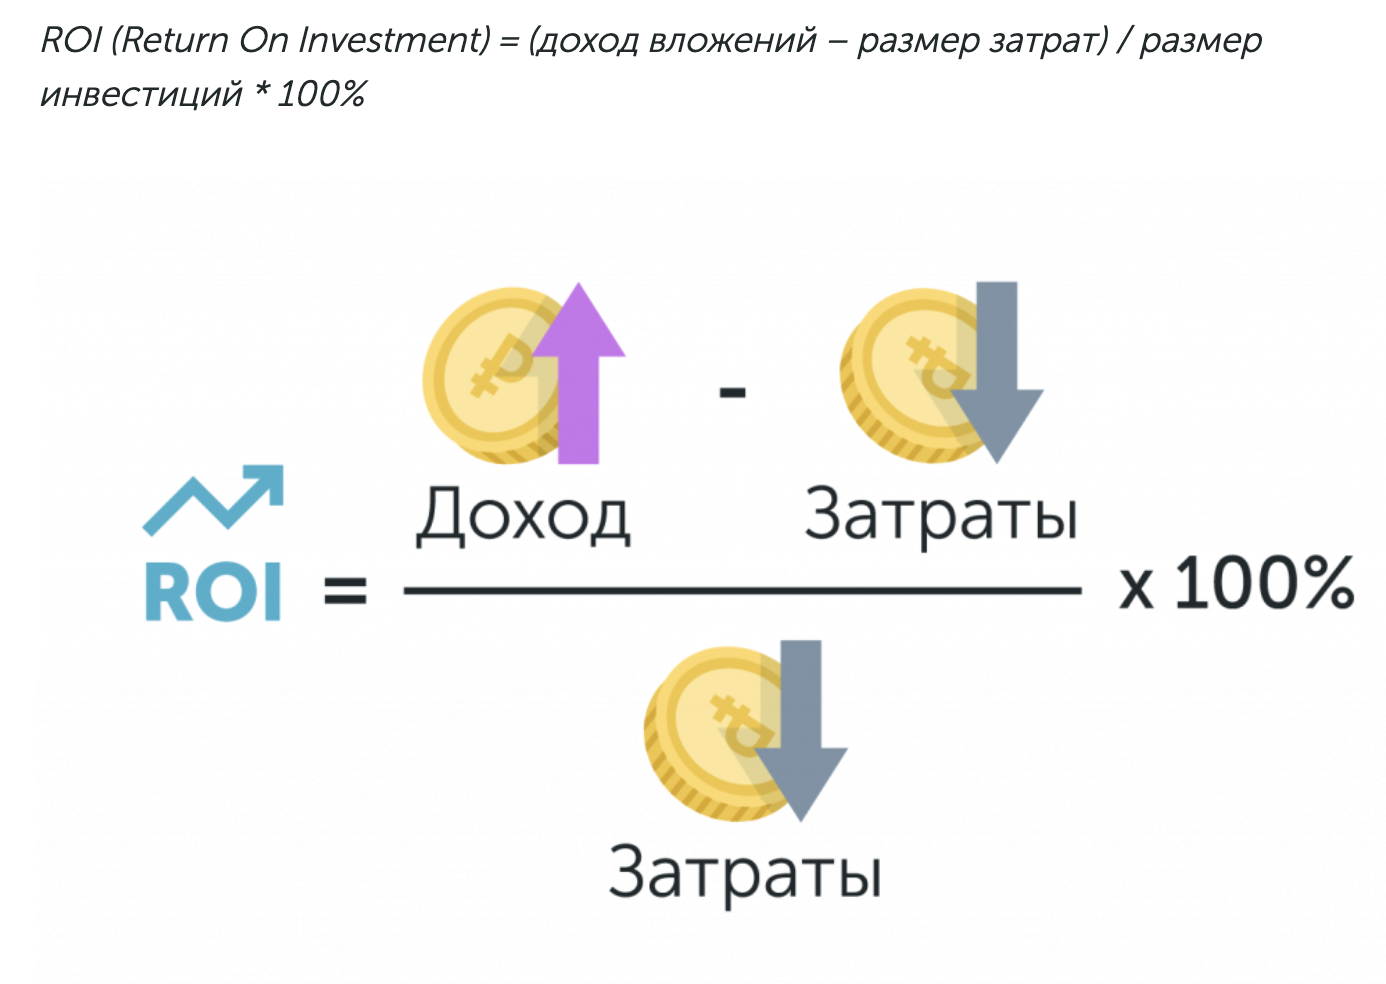 ROI (Return On Investment) = (доход вложений – размер затрат) / размер
инвестиций * 100%
Доход - Затраты
ROI = x 100%
Затраты